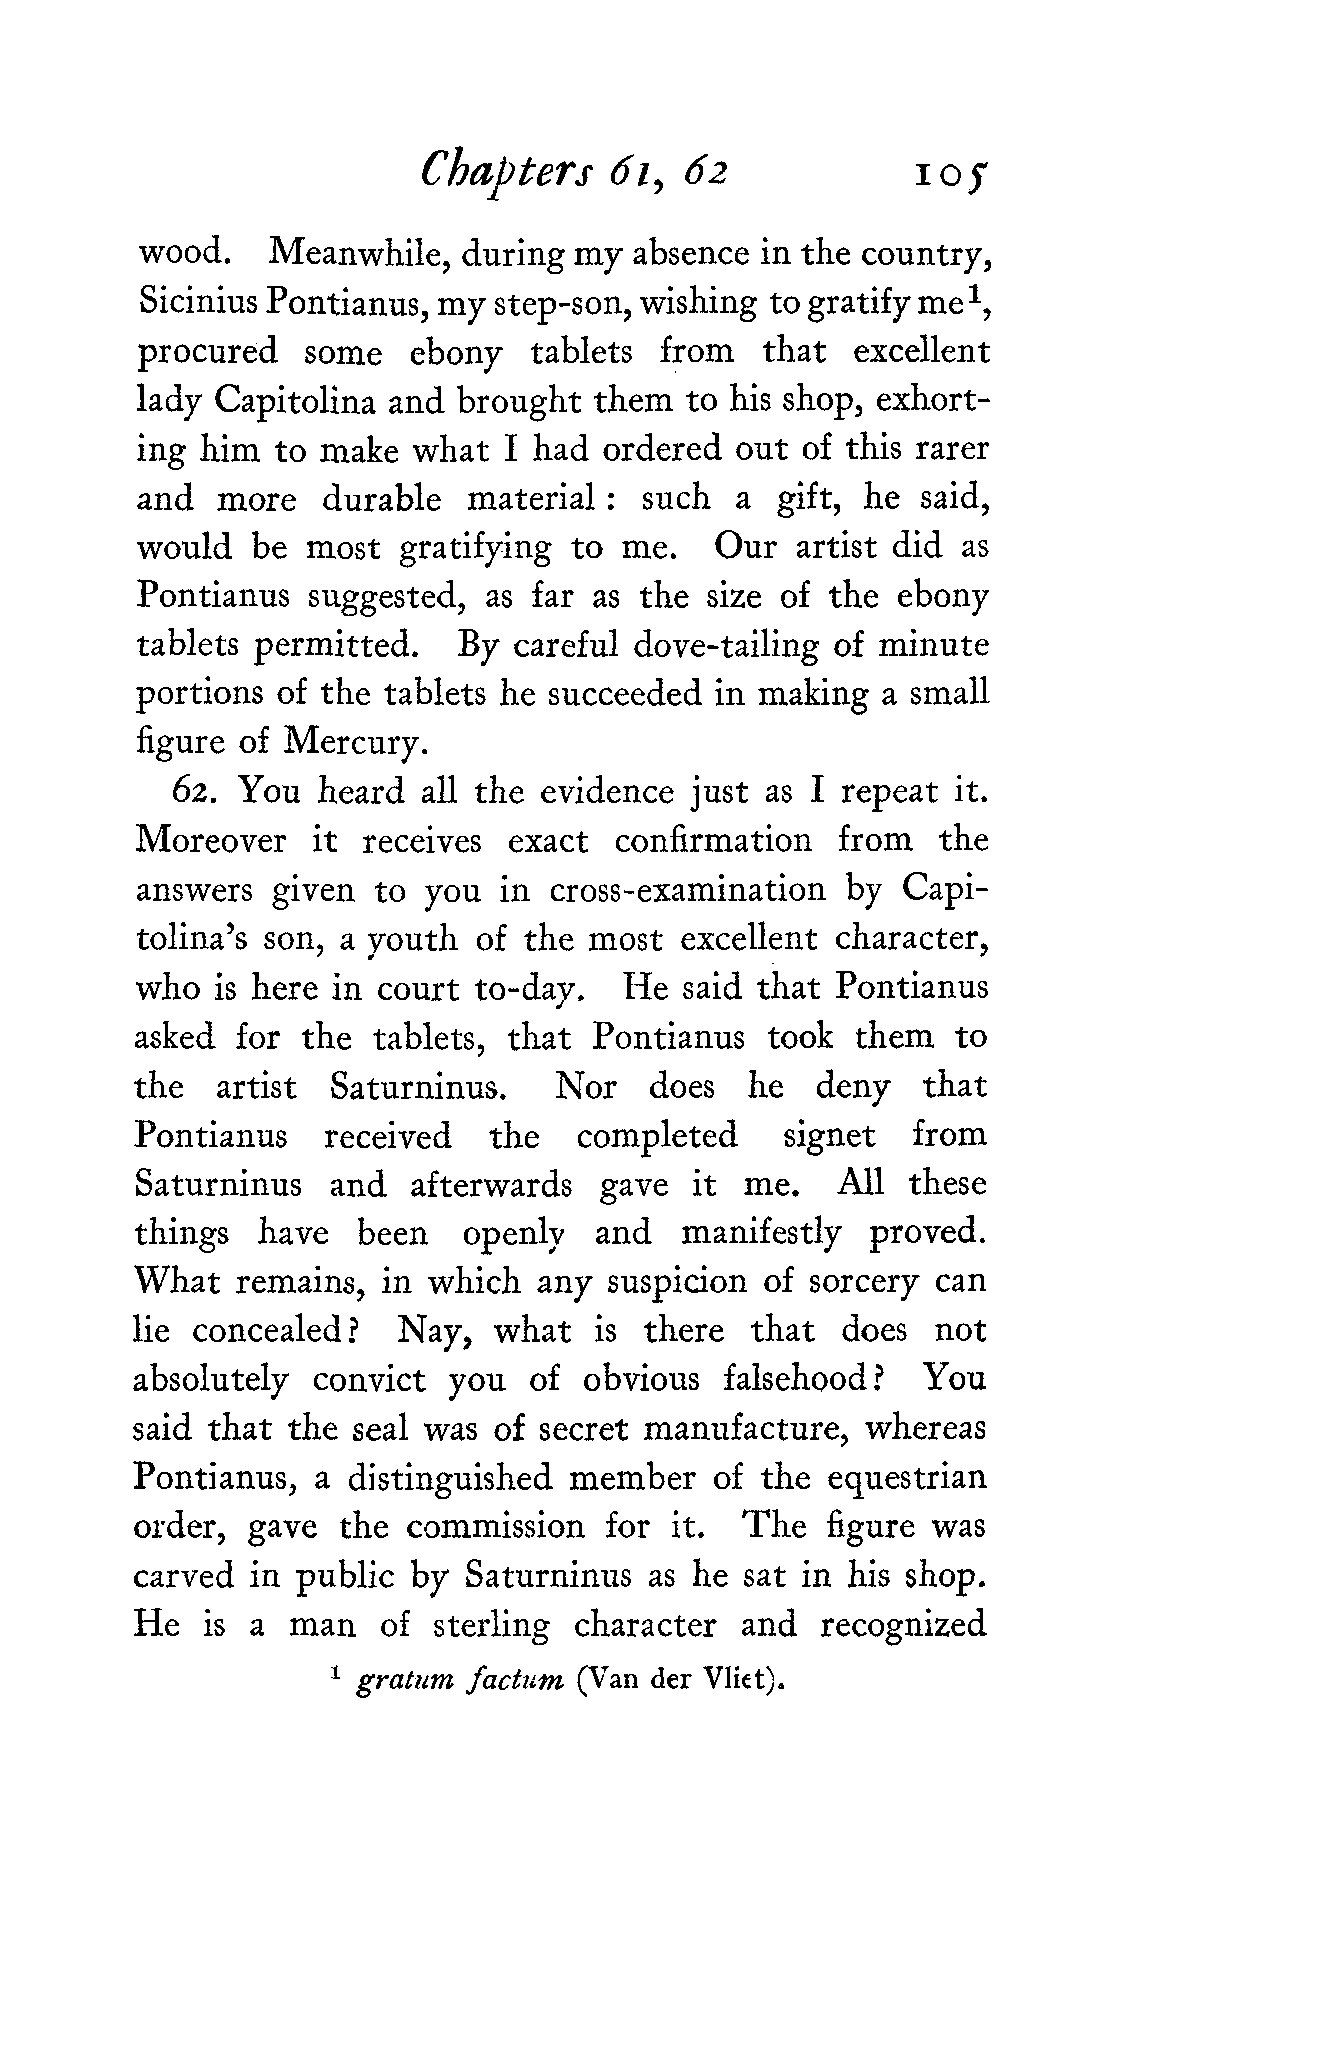 Chapters 61, 62 105
wood. Meanwhile, during my absence in the country,
Sicinius Pontianus, my step-son, wishing to gratify me¹,
procured some ebony tablets from that excellent
lady Capitolina and brought them to his shop, exhort-
ing him to make what I had ordered out of this rarer
and more durable material : such a gift, he said,
would be most gratifying to me. Our artist did as
Pontianus suggested, as far as the size of the ebony
tablets permitted. By careful dove-tailing of minute
portions of the tablets he succeeded in making a small
figure of Mercury.
62. You heard all the evidence just as I repeat it.
Moreover it receives exact confirmation from the
answers given to you in cross-examination by Capi-
tolina's son, a youth of the most excellent character,
who is here in court to-day. He said that Pontianus
asked for the tablets, that Pontianus took them to
the artist Saturninus. Nor does he deny that
Pontianus received the completed signet from
Saturninus and afterwards gave it me. All these
things have been openly and manifestly proved.
What remains, in which any suspicion of sorcery can
lie concealed? Nay, what is there that does not
absolutely convict you of obvious falsehood? You
said that the seal was of secret manufacture, whereas
Pontianus, a distinguished member of the equestrian
order, gave the commission for it. The figure was
carved in public by Saturninus as he sat in his shop.
He is a man of sterling character and recognized
¹ gratum factum (Van der Vliet).